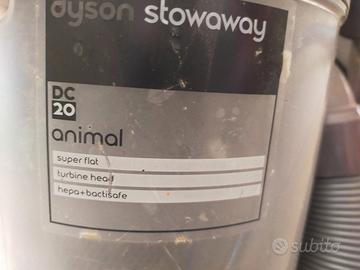 dyson stowaway
DC
20
animal
super flat
turbine head
hepa+bactisafe
subito